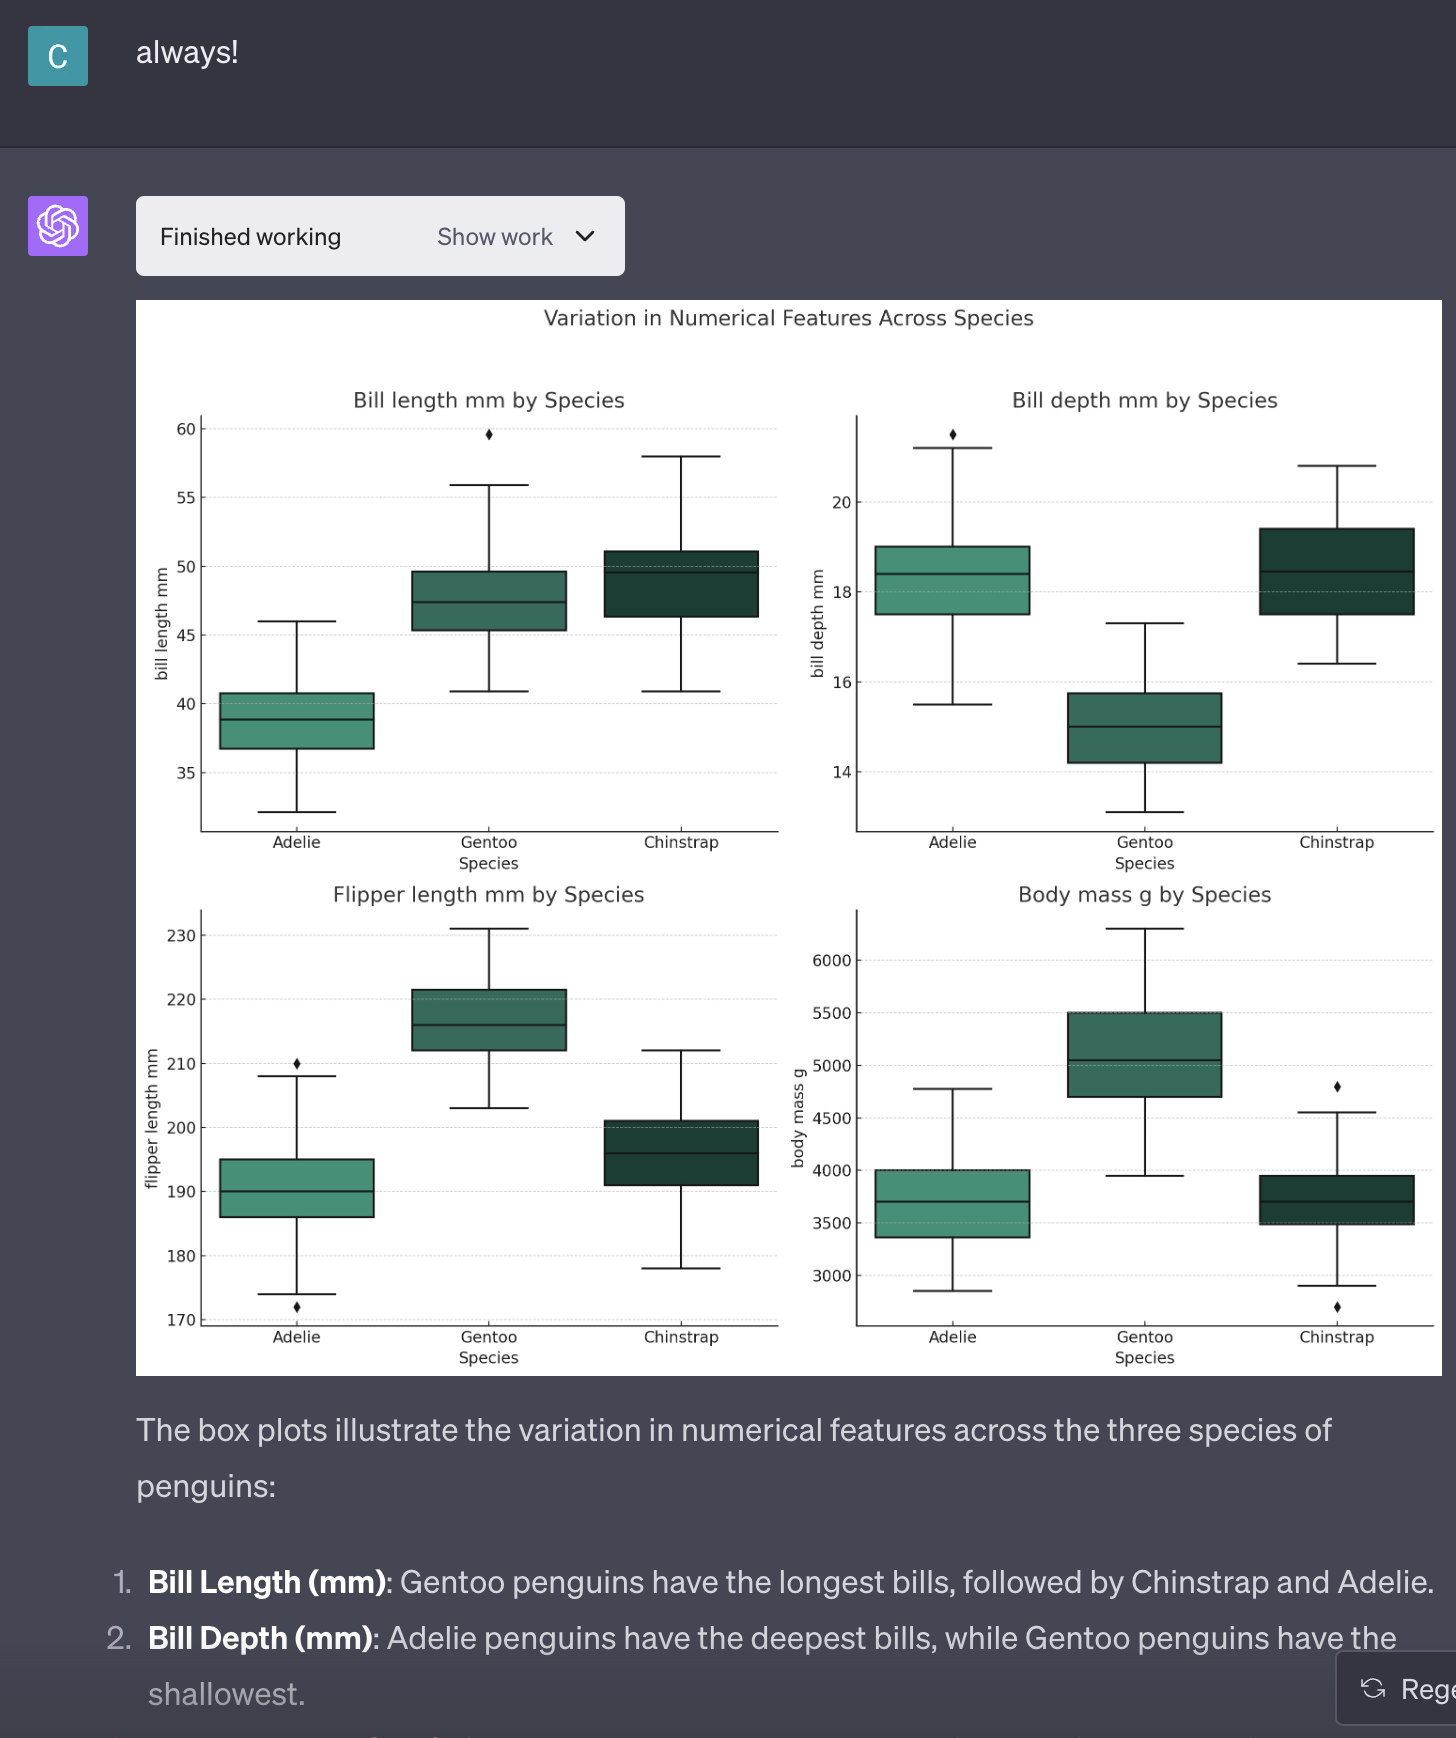 C
always!
Finished working Show work
Variation in Numerical Features Across Species
Bill length mm by Species
60
55
50
45
40
35
bill length mm
Adelie Gentoo Chinstrap
Species
Bill depth mm by Species
20
18
16
14
bill depth mm
Adelie Gentoo Chinstrap
Species
Flipper length mm by Species
230
220
210
200
190
180
170
flipper length mm
Adelie Gentoo Chinstrap
Species
Body mass g by Species
6000
5500
5000
4500
4000
3500
3000
body mass g
Adelie Gentoo Chinstrap
Species
The box plots illustrate the variation in numerical features across the three species of
penguins:
1. Bill Length (mm): Gentoo penguins have the longest bills, followed by Chinstrap and Adelie.
2. Bill Depth (mm): Adelie penguins have the deepest bills, while Gentoo penguins have the
shallowest.
Rege